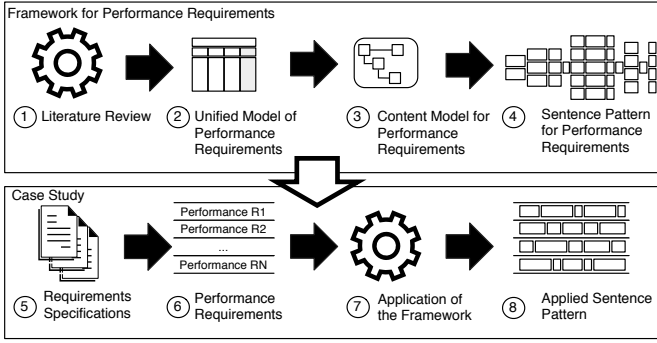 Framework for Performance Requirements
1 Literature Review
2 Unified Model of
Performance
Requirements
3 Content Model for
Performance
Requirements
4 Sentence Pattern
for Performance
Requirements
Case Study
Performance R1
Performance R2
...
Performance RN
5 Requirements
Specifications
6 Performance
Requirements
7 Application of
the Framework
8 Applied Sentence
Pattern